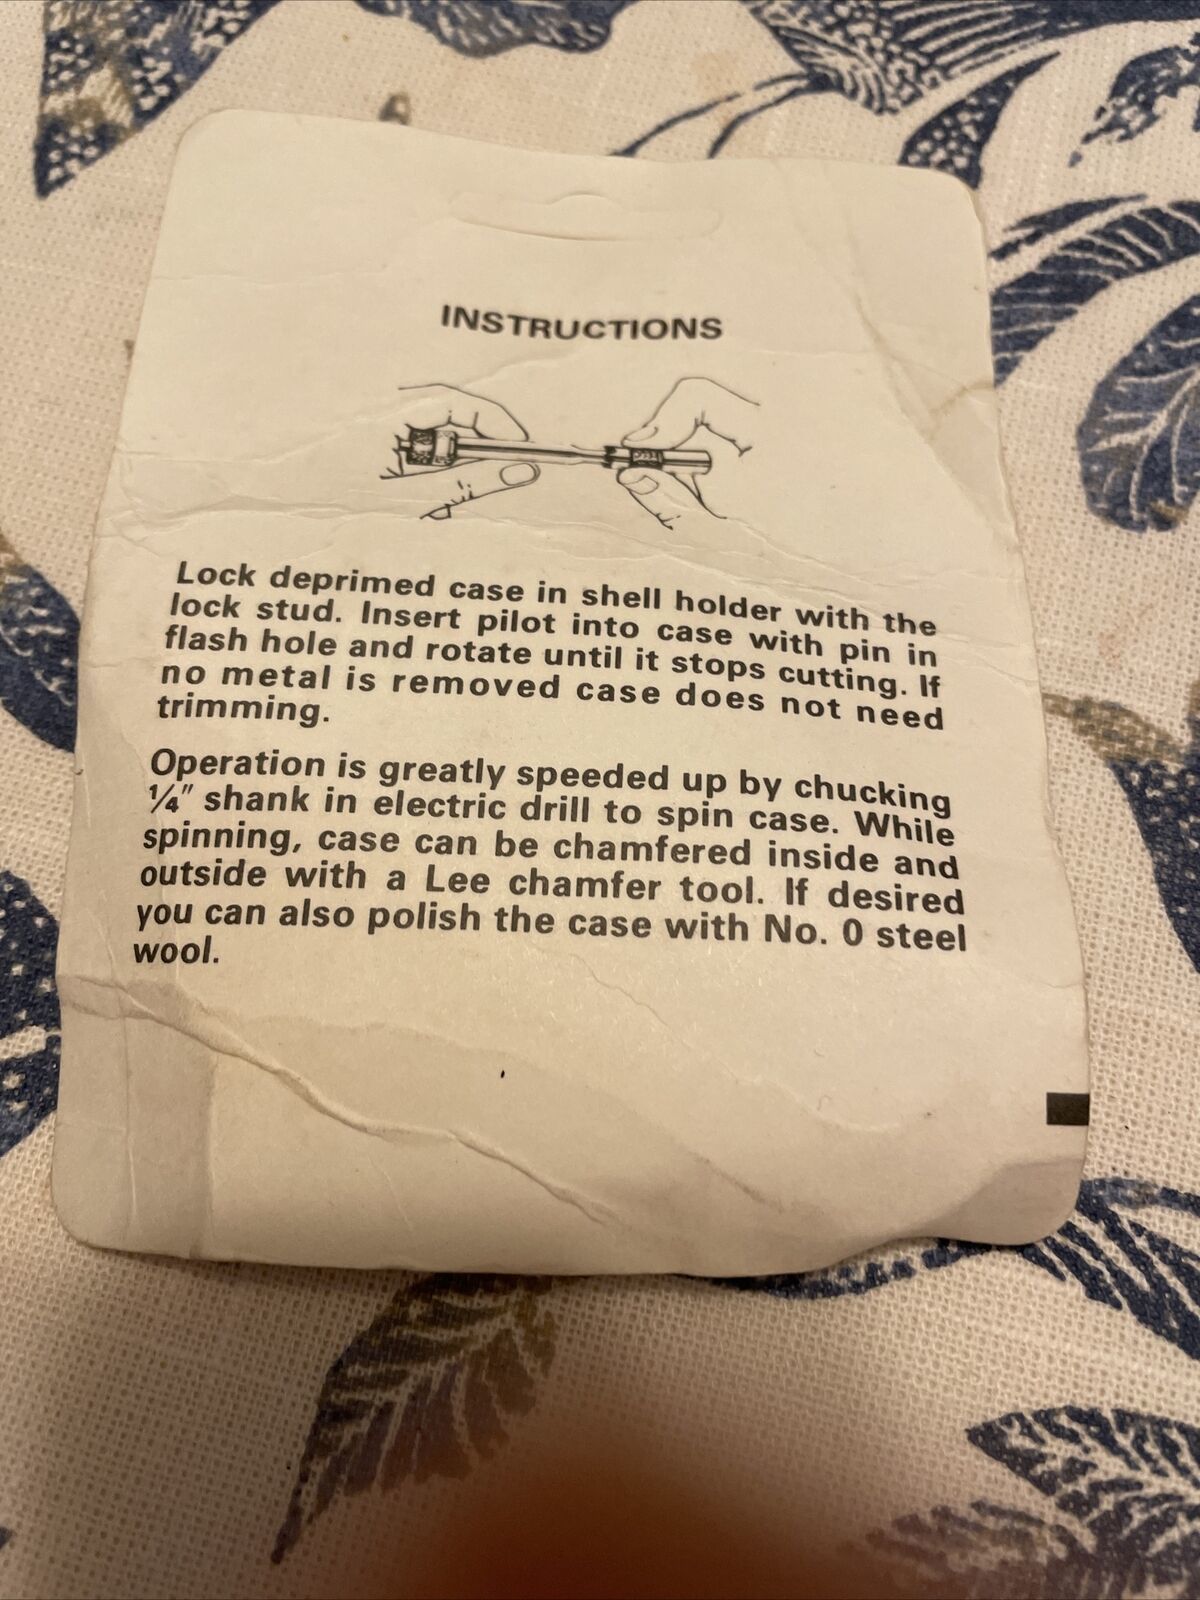 INSTRUCTIONS
Lock deprimed case in shell holder with the
lock stud. Insert pilot into case with pin in
flash hole and rotate until it stops cutting. If
no metal is removed case does not need
trimming.
Operation is greatly speeded up by chucking
¼" shank in electric drill to spin case. While
spinning, case can be chamfered inside and
outside with a Lee chamfer tool. If desired
you can also polish the case with No. 0 steel
wool.